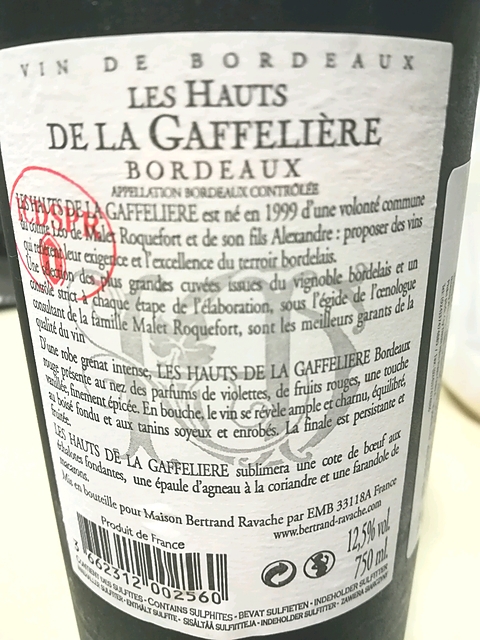 VIN DE BORDEAUX
LES HAUTS
DE LA GAFFELIÈRE
BORDEAUX
APPELLATION BORDEAUX CONTRÔLÉE
LES HAUTS DE LA GAFFELIERE est né en 1999 d'une volonté commune
du comte Léo de Malet Roquefort et de son fils Alexandre : proposer des vins
qui reflètent leur exigence et l'excellence du terroir bordelais.
Une sélection des plus grandes cuvées issues du vignoble bordelais et un
contrôle strict à chaque étape de l'élaboration, sous l'égide de l'œnologue
consultant de la famille Malet Roquefort, sont les meilleurs garants de la
qualité du vin.
D'une robe grenat intense, LES HAUTS DE LA GAFFELIERE Bordeaux
rouge présente au nez des parfums de violettes, de fruits rouges, une touche
vanillée, finement épicée. En bouche, le vin se révèle ample et charnu, équilibré,
au boisé fondu et aux tanins soyeux et enrobés. La finale est persistante et
fruitée.
LES HAUTS DE LA GAFFELIERE sublimera une cote de bœuf aux
échalotes fondantes, une épaule d'agneau à la coriandre et une farandole de
macarons.
Mis en bouteille pour Maison Bertrand Ravache par EMB 33118A France
www.bertrand-ravache.com
Produit de France
12,5% vol.
750 ml.
3 662312 002560
CONTIENT DES SULFITES - CONTAINS SULPHITES - BEVAT SULFIETEN - INDEHOLDER SULFITTER
ENTHÄLT SULFITE - SISÄLTÄÄ SULFIITTEJA - INNEHÅLLER SULFITER - ZAWIERA SIARCZYNY